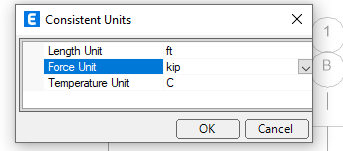 E Consistent Units
Length Unit ft
Force Unit kip
Temperature Unit C
OK Cancel
1
B